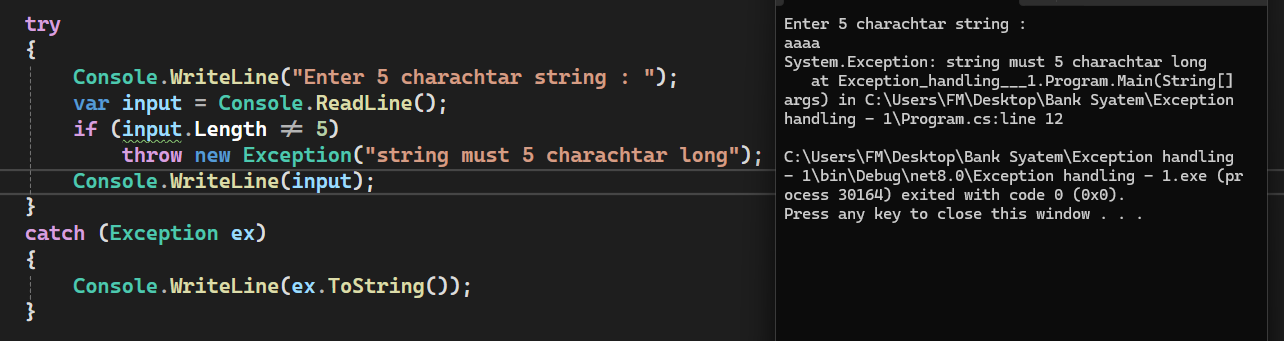 try
{
Console.WriteLine("Enter 5 charachtar string : ");
var input = Console.ReadLine();
if (input.Length ≠ 5)
throw new Exception("string must 5 charachtar long");
Console.WriteLine(input);
}
catch (Exception ex)
{
Console.WriteLine(ex.ToString());
}
Enter 5 charachtar string :
aaaa
System.Exception: string must 5 charachtar long
at Exception_handling___1.Program.Main(String[]
args) in C:\Users\FM\Desktop\Bank Syatem\Exception
handling - 1\Program.cs:line 12
C:\Users\FM\Desktop\Bank Syatem\Exception handling
- 1\bin\Debug\net8.0\Exception handling - 1.exe (pr
ocess 30164) exited with code 0 (0x0).
Press any key to close this window . . .